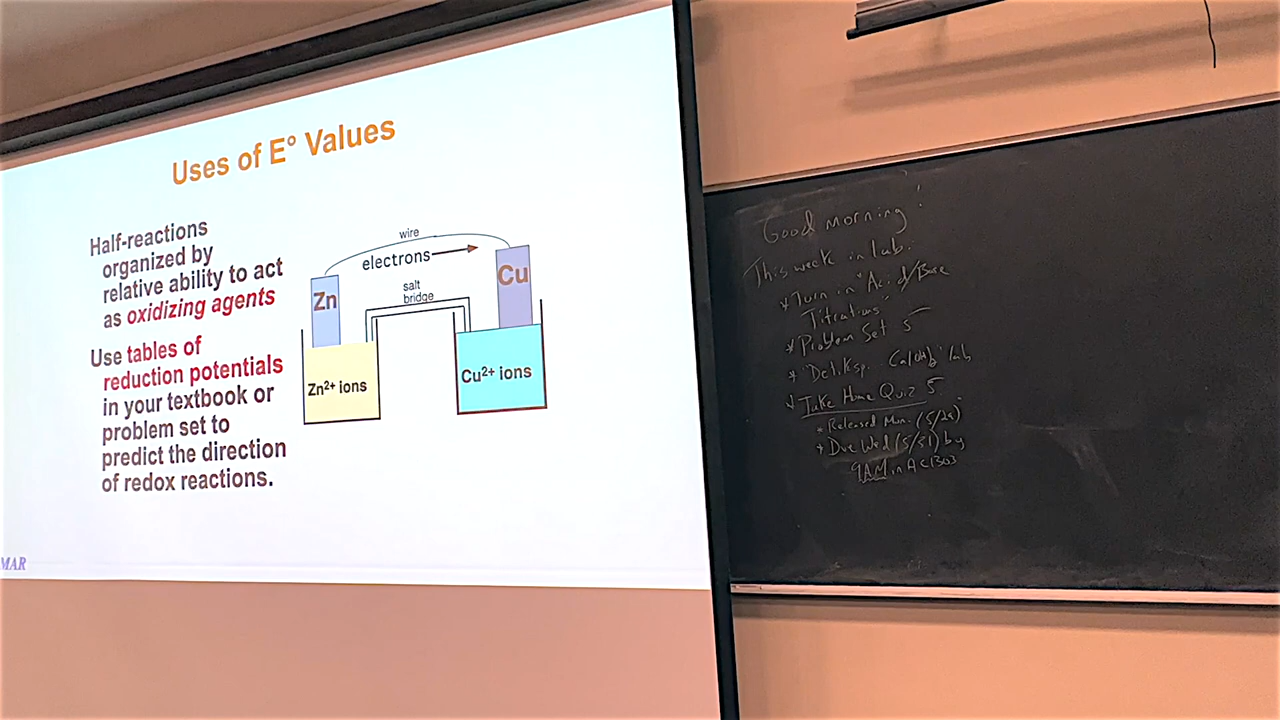 Uses of E° Values
Half-reactions
organized by
relative ability to act
as oxidizing agents
Use tables of
reduction potentials
in your textbook or
problem set to
predict the direction
of redox reactions.
wire
electrons
Zn
Cu
salt
bridge
Zn²⁺ ions
Cu²⁺ ions
MAR
Good morning!
This week in lab:
* Turn in "Acid/Base
Titrations"
* Problem Set 5
* "Det. Ksp Ca(OH)₂" lab
* Take Home Quiz 5
* Released Mon. (5/29)
* Due Wed (5/31) by
9AM in AC1303